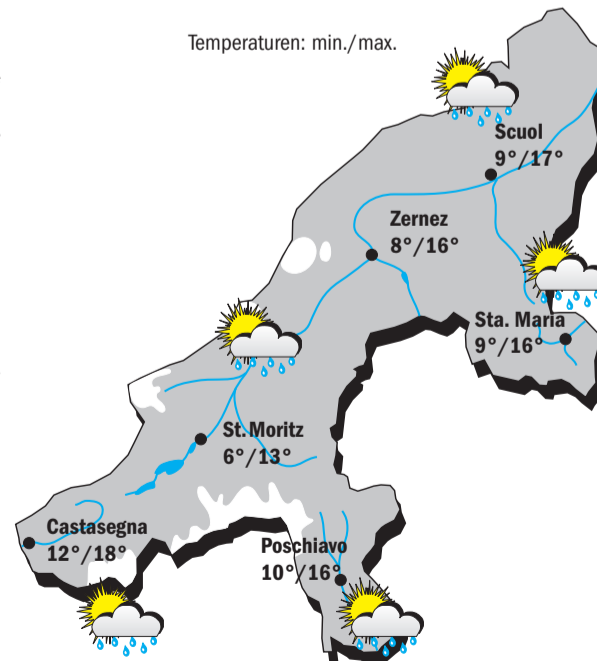 Temperaturen: min./max.
Scuol
9°/17°
Zernez
8°/16°
Sta. Maria
9°/16°
St. Moritz
6°/13°
Castasegna
12°/18°
Poschiavo
10°/16°